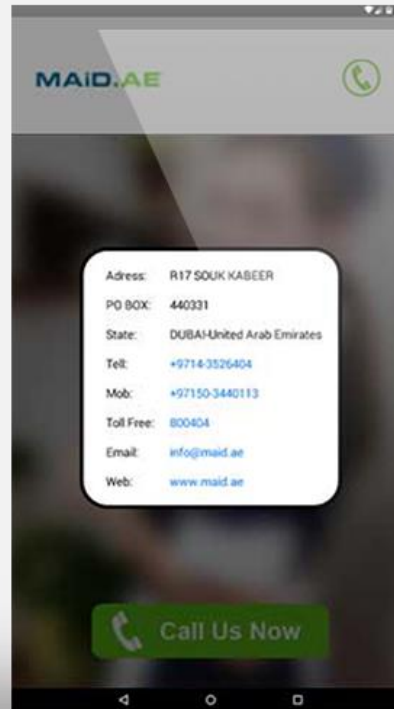 MAiD.AE
Adress: R17 SOUK KABEER
PO BOX: 440331
State: DUBAI-United Arab Emirates
Tell: +9714-3526404
Mob: +97150-3440113
Toll Free: 800404
Email: info@maid.ae
Web: www.maid.ae
Call Us Now